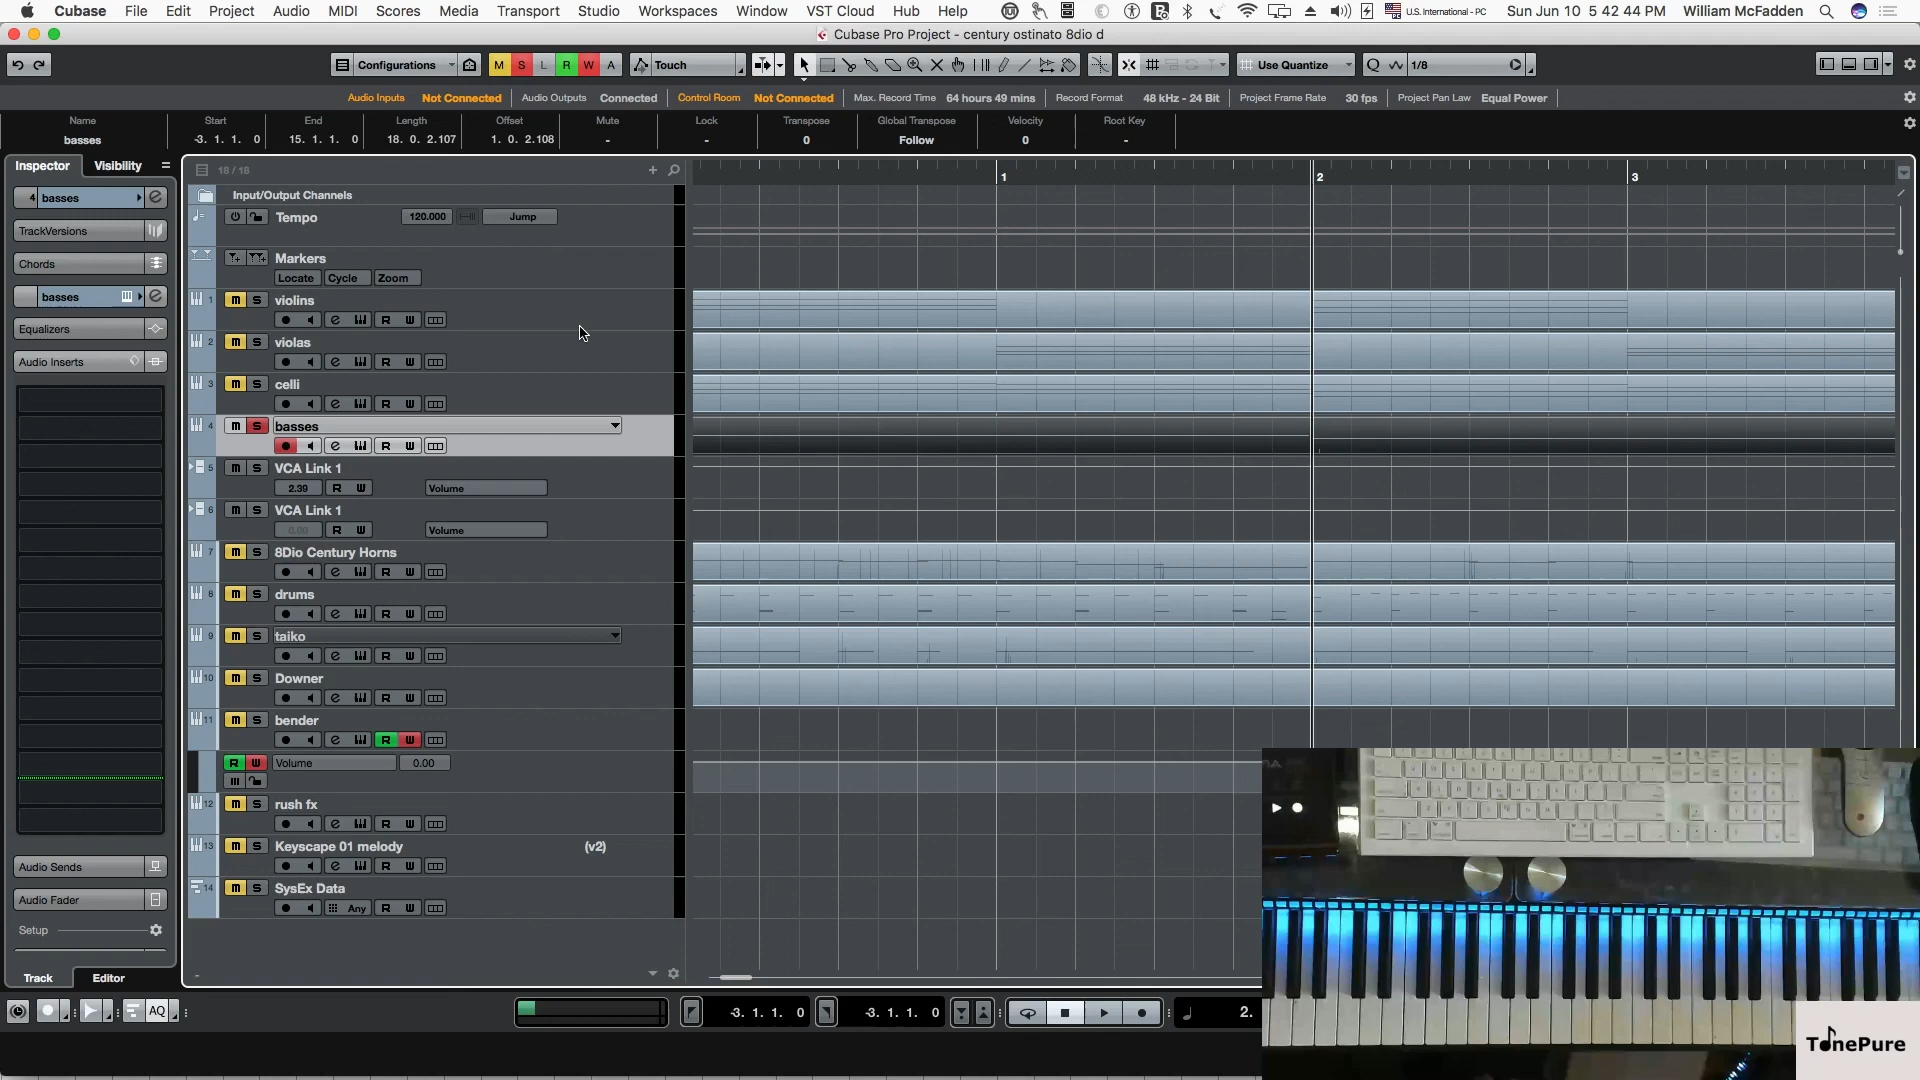 Cubase File Edit Project Audio MIDI Scores Media Transport Studio Workspaces Window VST Cloud Hub Help U.S. International - PC Sun Jun 10 5 42 44 PM William McFadden
Cubase Pro Project - century ostinato 8dio d
Configurations M S L R W A Touch Use Quantize Q 1/8
Audio Inputs Not Connected Audio Outputs Connected Control Room Not Connected Max. Record Time 64 hours 49 mins Record Format 48 kHz - 24 Bit Project Frame Rate 30 fps Project Pan Law Equal Power
Name Start End Length Offset Mute Lock Transpose Global Transpose Velocity Root Key
basses -3. 1. 1. 0 15. 1. 1. 0 18. 0. 2.107 1. 0. 2.108 - - 0 Follow 0 -
Inspector Visibility
18 / 18
1 2 3
4 basses
TrackVersions
Chords
basses
Equalizers
Audio Inserts
Audio Sends
Audio Fader
Setup
Track Editor
Input/Output Channels
Tempo 120.000 Jump
Markers
Locate Cycle Zoom
1 m S violins
e R W
2 m S violas
e R W
3 m S celli
e R W
4 m S basses
e R W
5 m S VCA Link 1
2.39 R W Volume
6 m S VCA Link 1
0.00 R W Volume
7 m S 8Dio Century Horns
e R W
8 m S drums
e R W
9 m S taiko
e R W
10 m S Downer
e R W
11 m S bender
e R W
R W Volume 0.00
12 m S rush fx
e R W
13 m S Keyscape 01 melody (v2)
e R W
14 m S SysEx Data
Any R W
AQ -3. 1. 1. 0 -3. 1. 1. 0 2.
TonePure